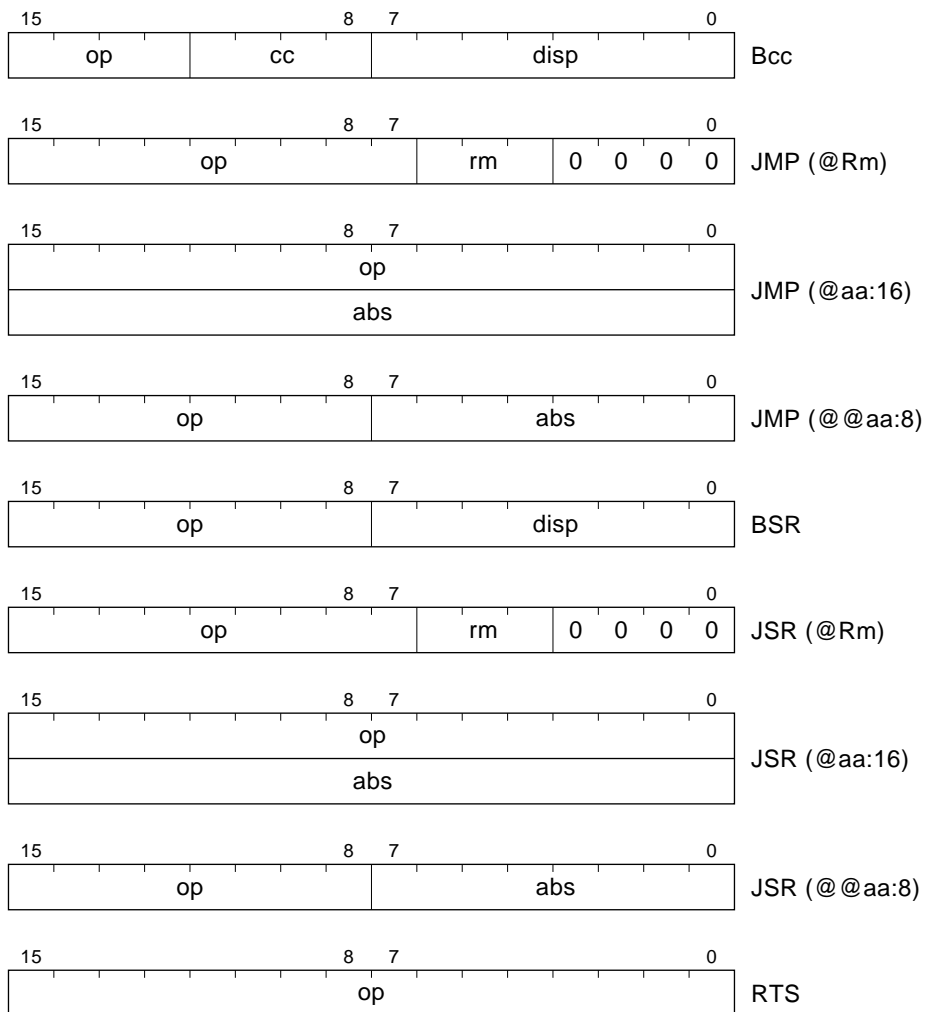 15 8 7 0
op cc disp Bcc
15 8 7 0
op rm 0 0 0 0 JMP (@Rm)
15 8 7 0
op
JMP (@aa:16)
abs
15 8 7 0
op abs JMP (@@aa:8)
15 8 7 0
op disp BSR
15 8 7 0
op rm 0 0 0 0 JSR (@Rm)
15 8 7 0
op
JSR (@aa:16)
abs
15 8 7 0
op abs JSR (@@aa:8)
15 8 7 0
op RTS